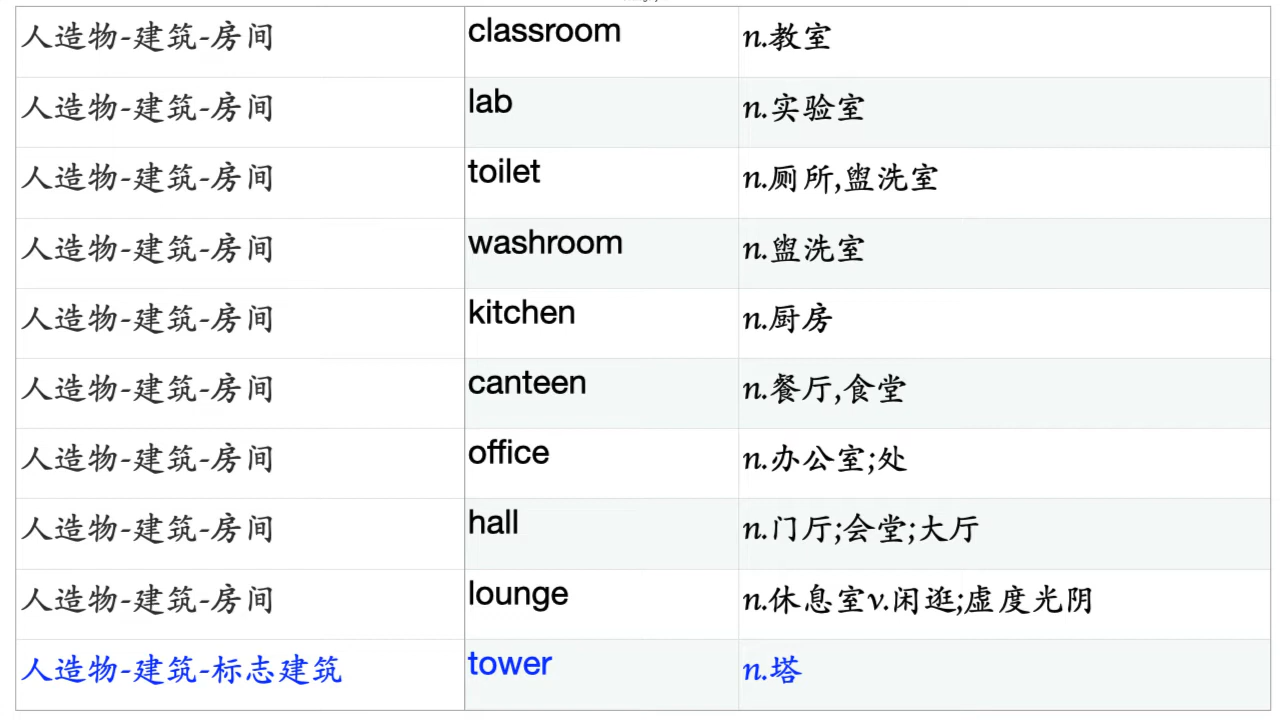 人造物-建筑-房间 classroom n.教室
人造物-建筑-房间 lab n.实验室
人造物-建筑-房间 toilet n.厕所,盥洗室
人造物-建筑-房间 washroom n.盥洗室
人造物-建筑-房间 kitchen n.厨房
人造物-建筑-房间 canteen n.餐厅,食堂
人造物-建筑-房间 office n.办公室;处
人造物-建筑-房间 hall n.门厅;会堂;大厅
人造物-建筑-房间 lounge n.休息室v.闲逛;虚度光阴
人造物-建筑-标志建筑 tower n.塔